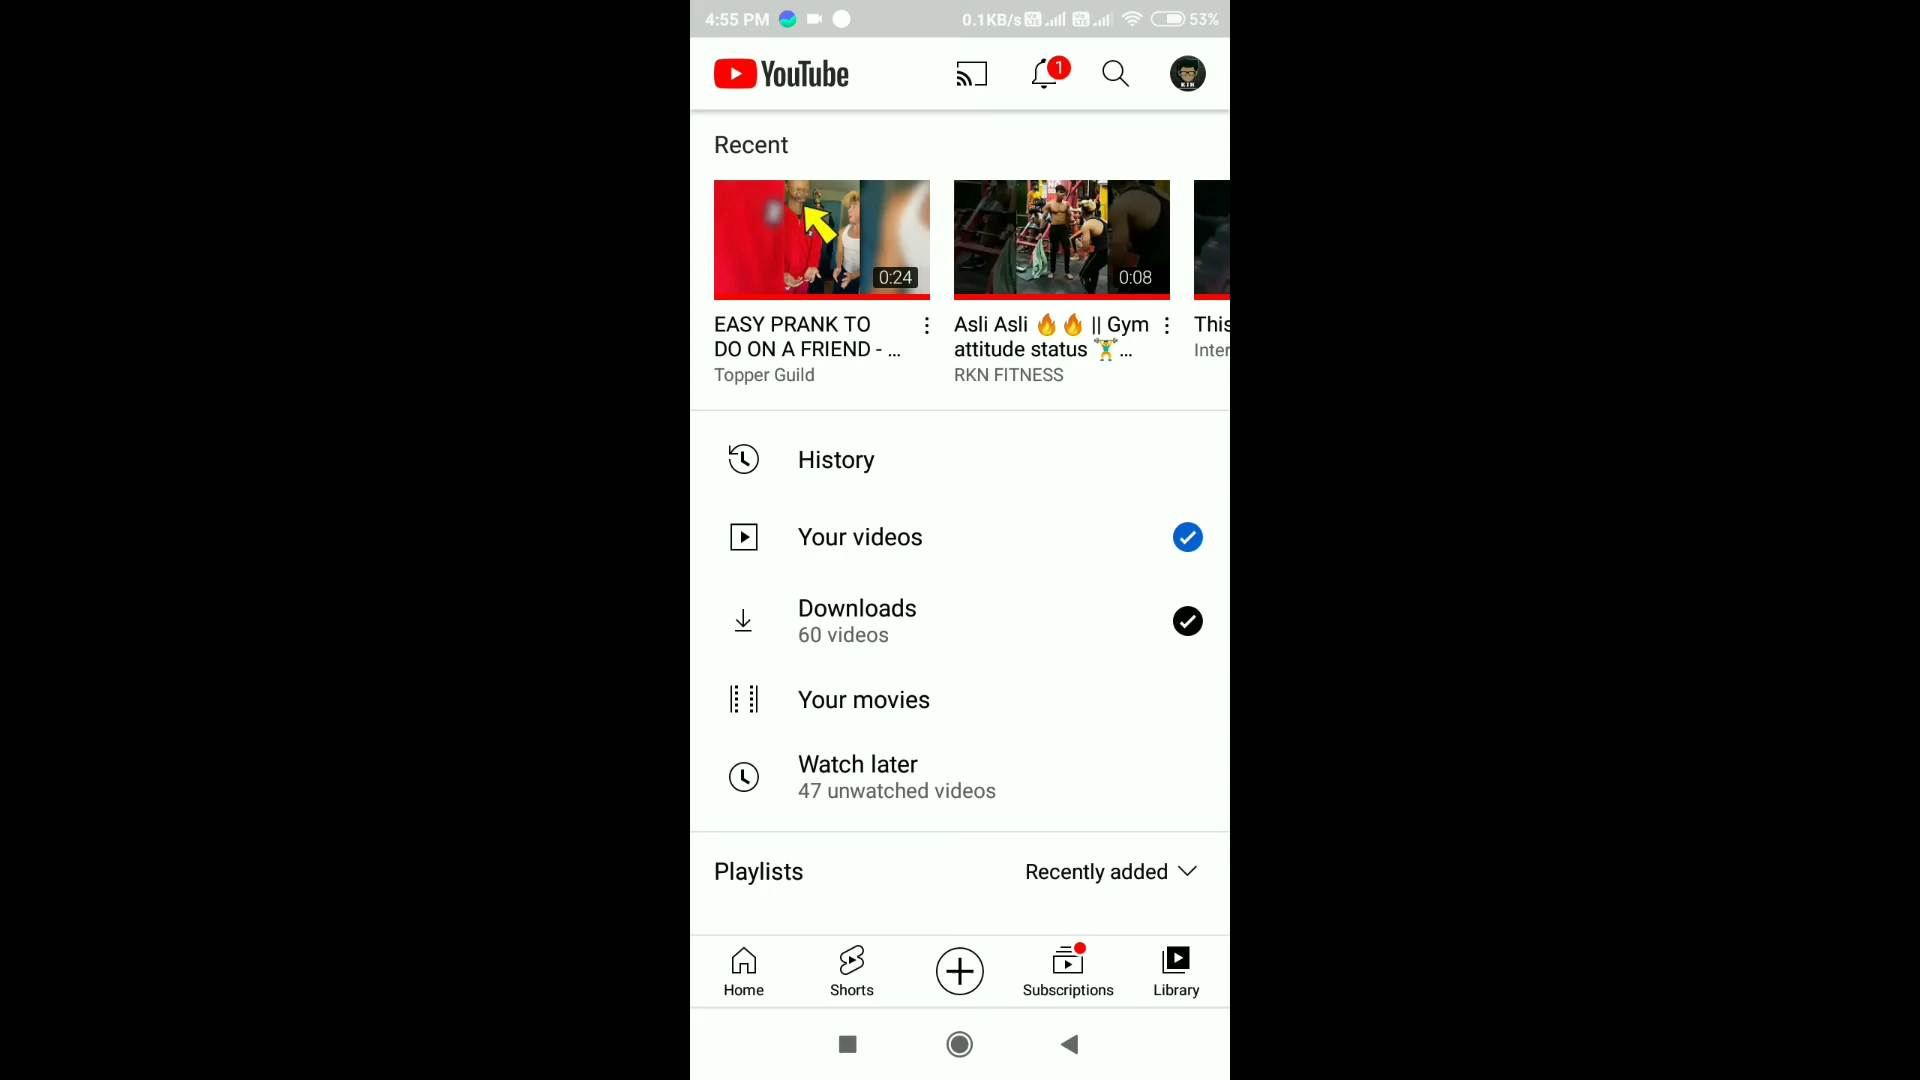 4:55 PM 0.1KB/s 53%
YouTube 1
Recent
0:24 0:08
EASY PRANK TO Asli Asli 🔥🔥 || Gym This
DO ON A FRIEND - ... attitude status 🏋️... Inter
Topper Guild RKN FITNESS
History
Your videos
Downloads
60 videos
Your movies
Watch later
47 unwatched videos
Playlists Recently added
Home Shorts Subscriptions Library